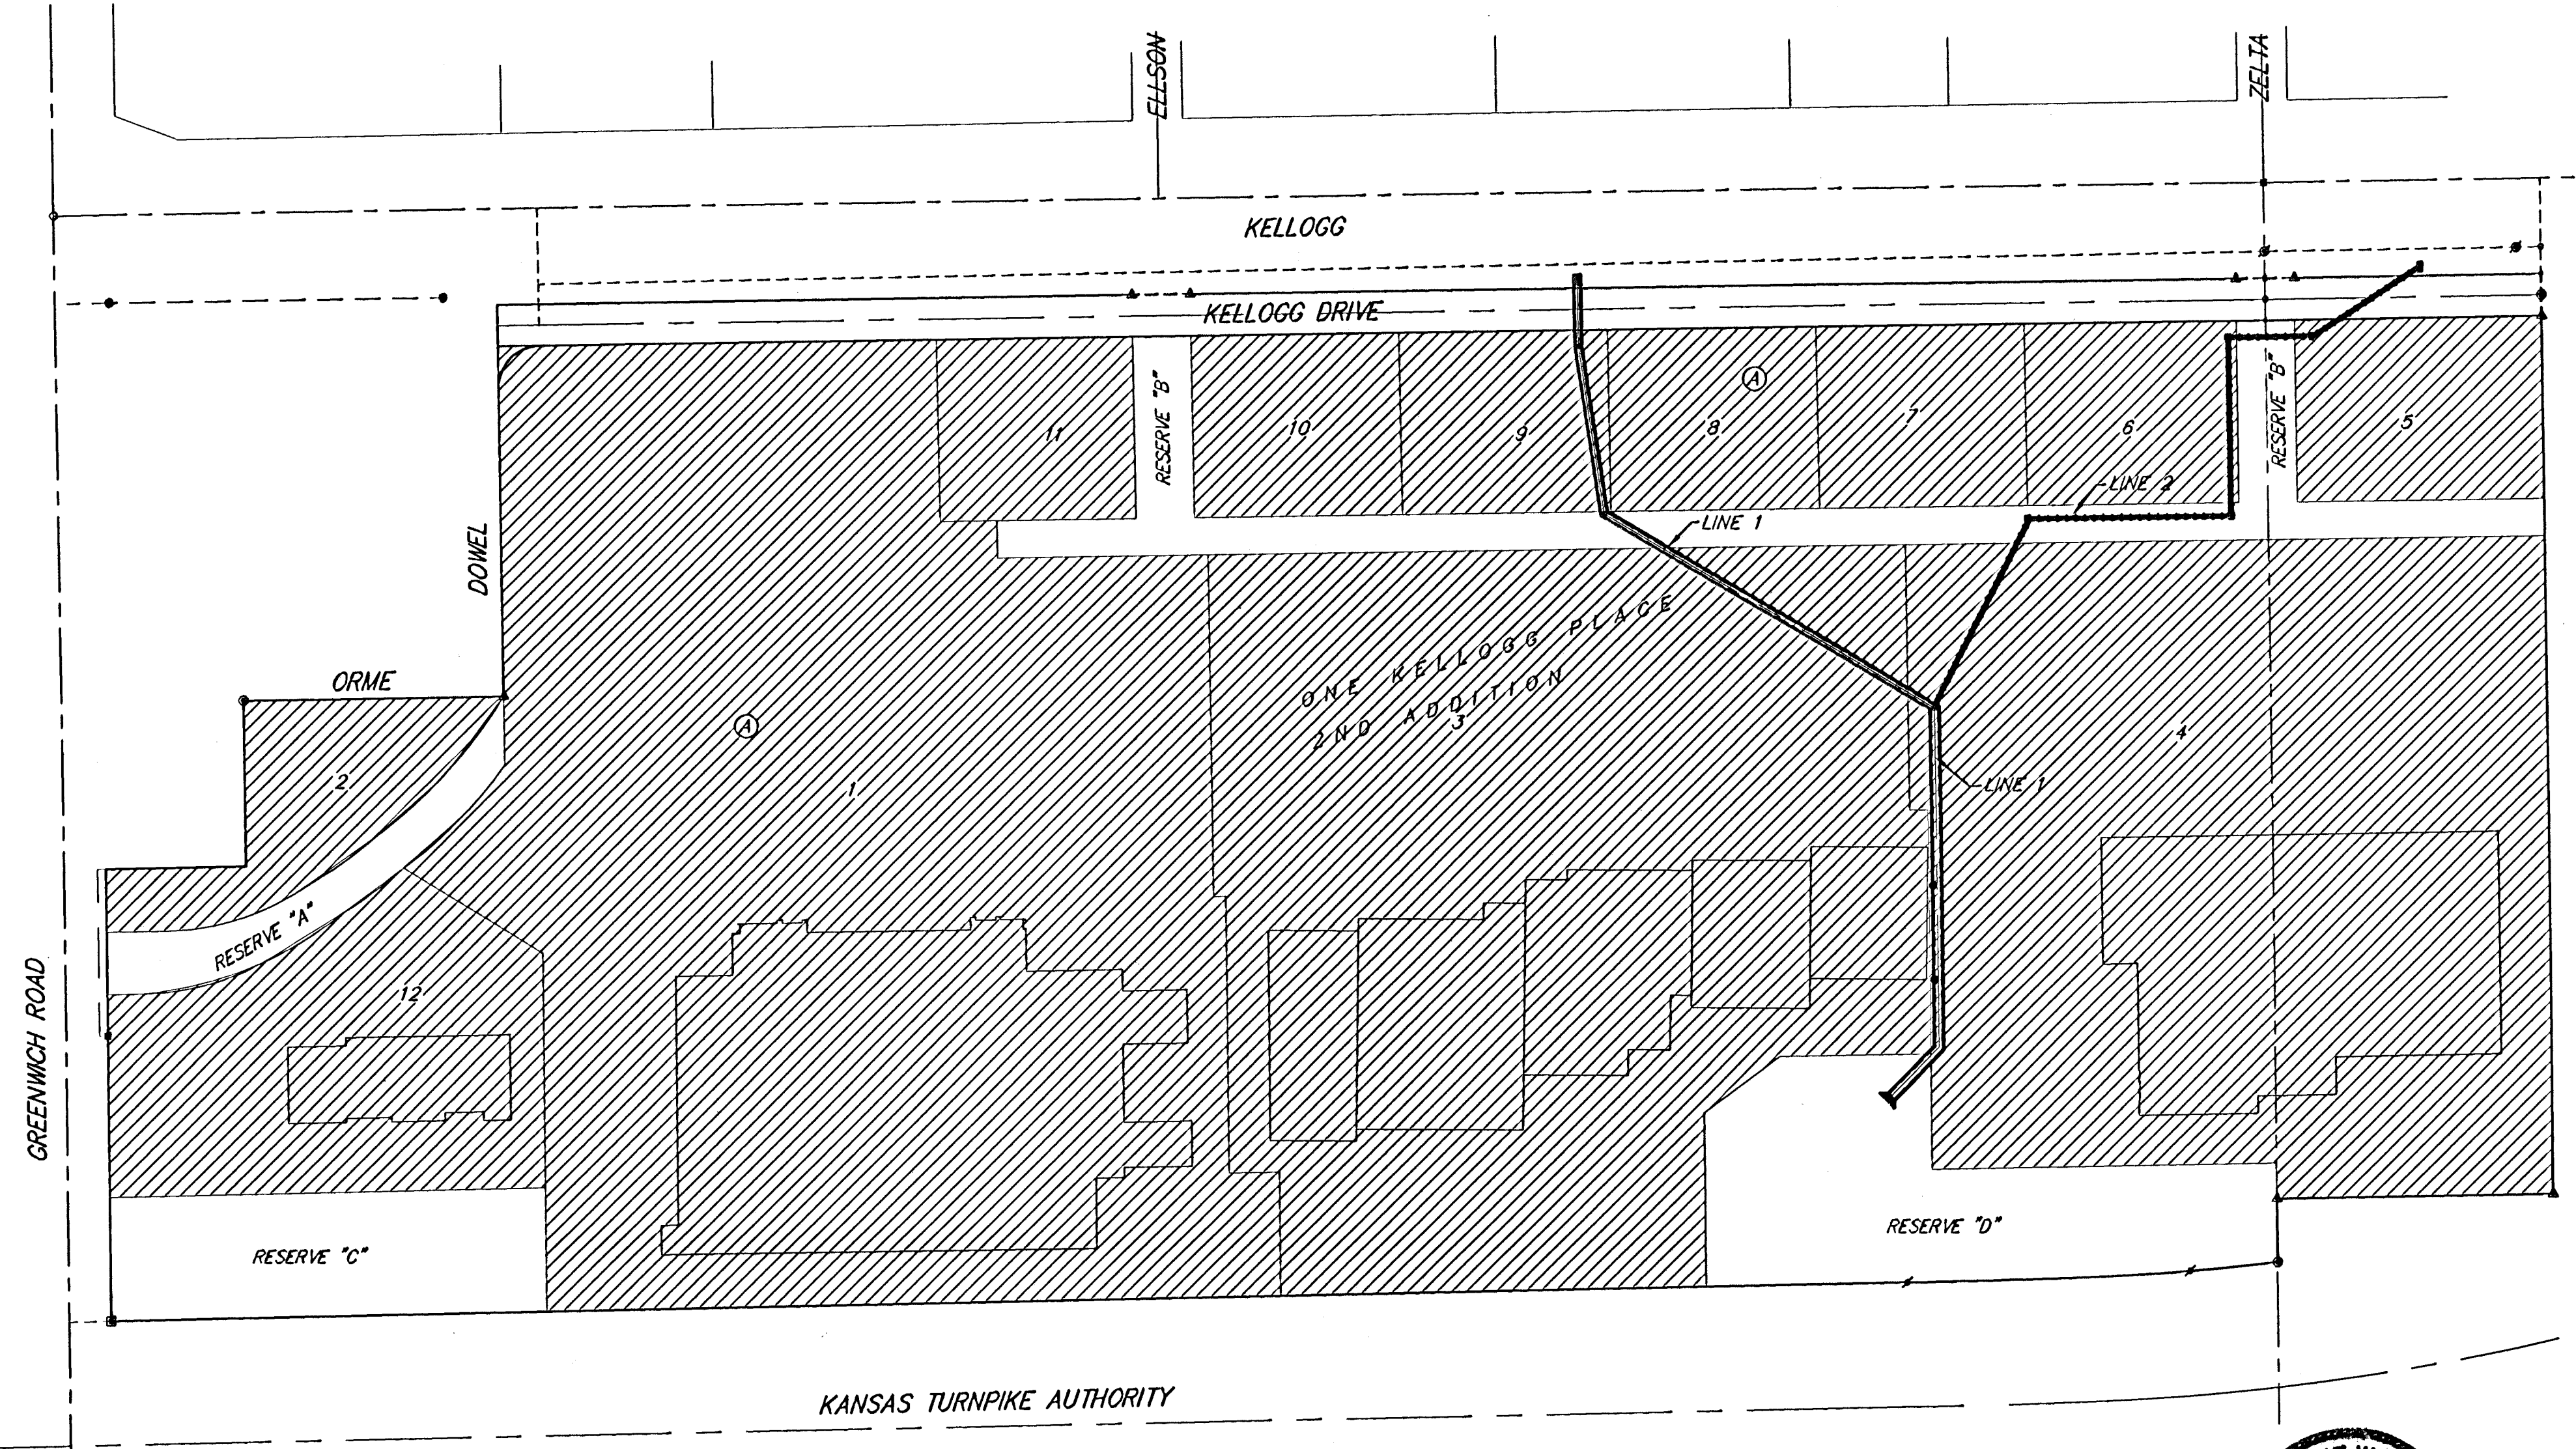 ELLSON
ZELTA
KELLOGG
KELLOGG DRIVE
RESERVE "B"
RESERVE "B"
A
11
10
9
8
7
6
5
LINE 2
LINE 1
DOWEL
ORME
ONE KELLOGG PLACE
2ND ADDITION
A
2
1
3
4
LINE 1
RESERVE "A"
12
GREENWICH ROAD
RESERVE "C"
RESERVE "D"
KANSAS TURNPIKE AUTHORITY